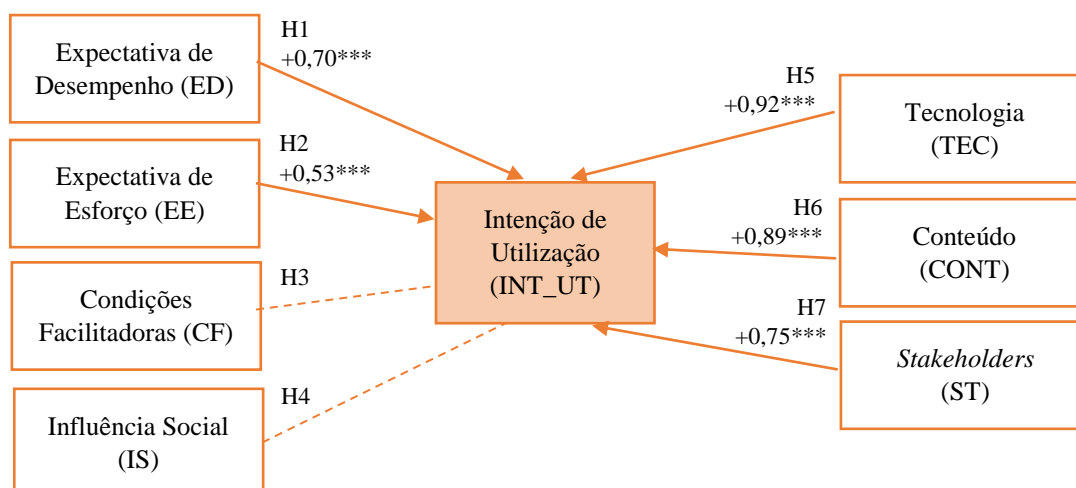 H1
+0,70***
Expectativa de
Desempenho (ED)
H2
+0,53***
Expectativa de
Esforço (EE)
H3
Condições
Facilitadoras (CF)
H4
Influência Social
(IS)
Intenção de
Utilização
(INT_UT)
H5
+0,92***
Tecnologia
(TEC)
H6
+0,89***
Conteúdo
(CONT)
H7
+0,75***
Stakeholders
(ST)